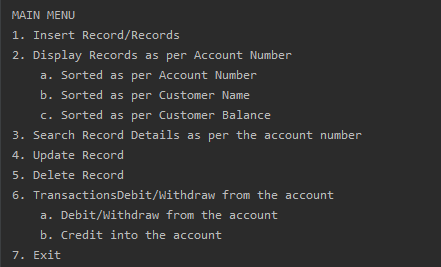 MAIN MENU
1. Insert Record/Records
2. Display Records as per Account Number
a. Sorted as per Account Number
b. Sorted as per Customer Name
c. Sorted as per Customer Balance
3. Search Record Details as per the account number
4. Update Record
5. Delete Record
6. TransactionsDebit/Withdraw from the account
a. Debit/Withdraw from the account
b. Credit into the account
7. Exit